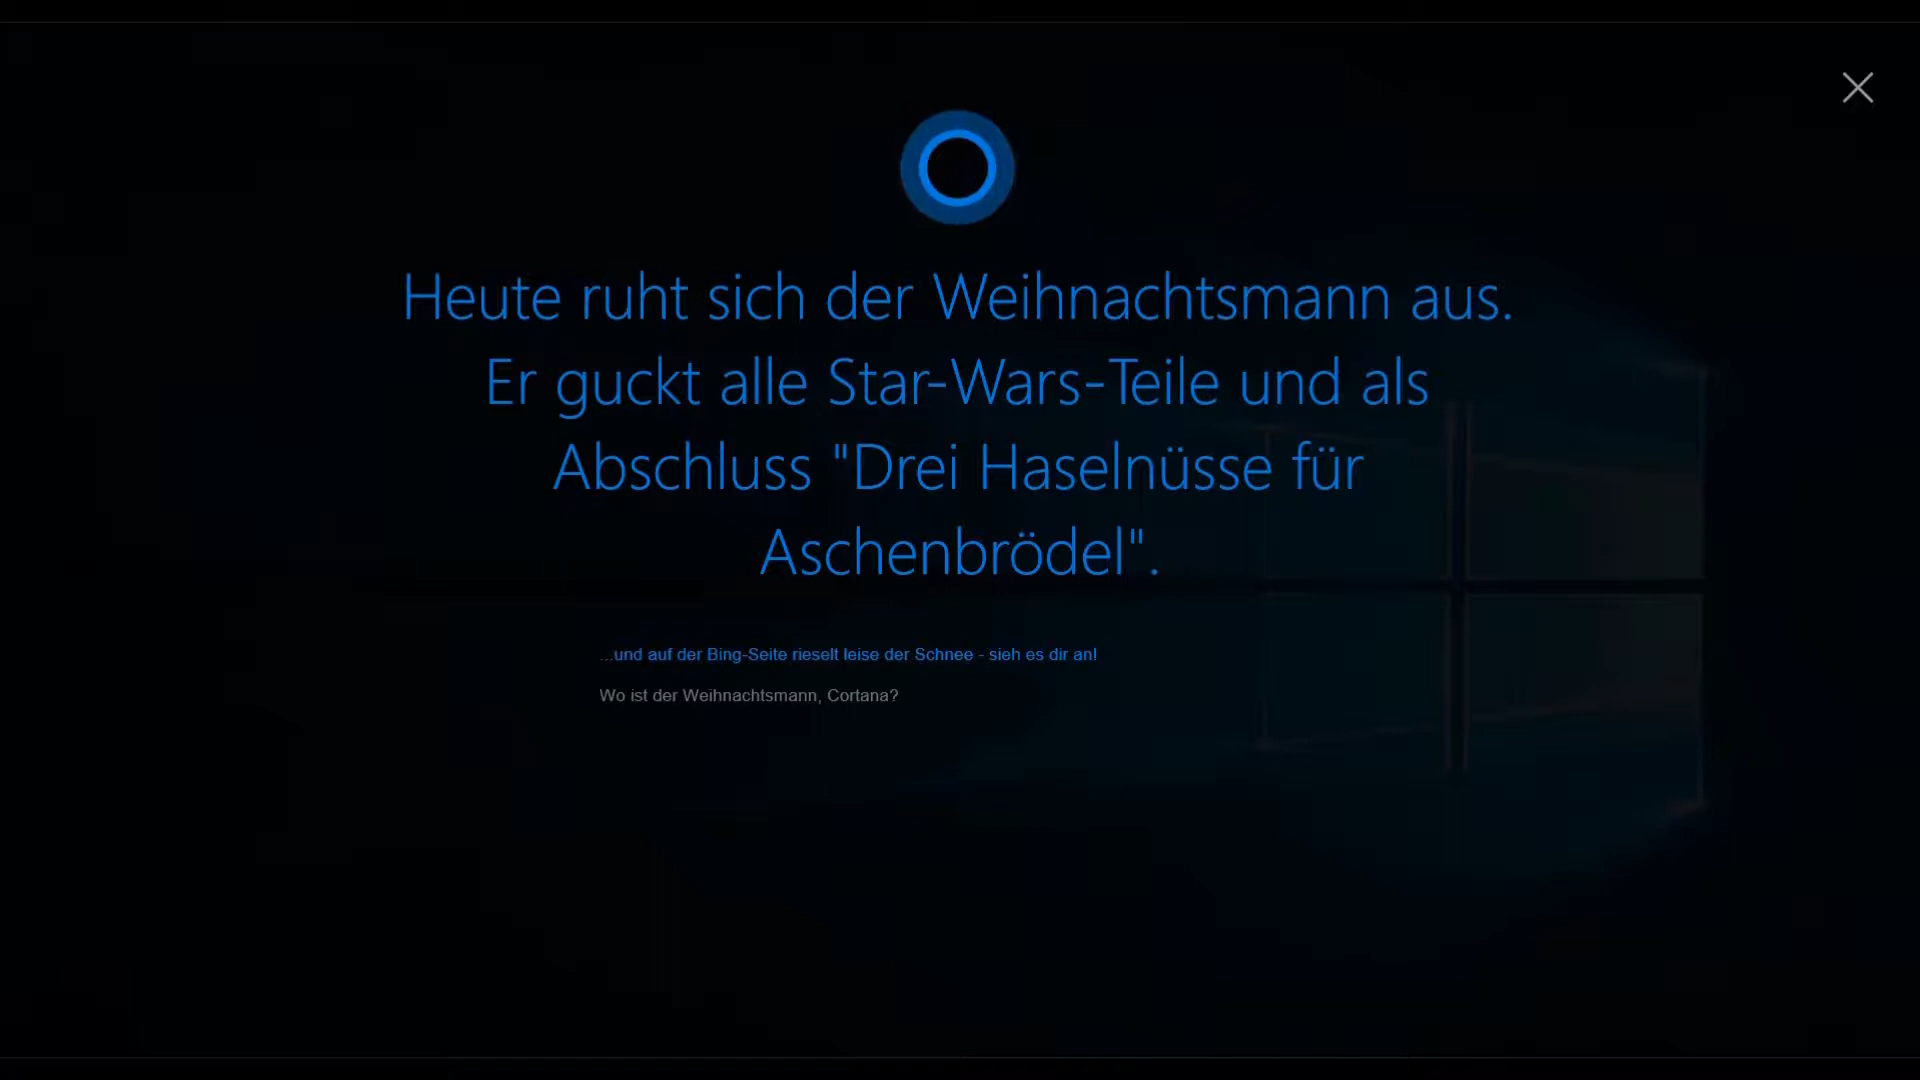 Heute ruht sich der Weihnachtsmann aus.
Er guckt alle Star-Wars-Teile und als
Abschluss "Drei Haselnüsse für
Aschenbrödel".
...und auf der Bing-Seite rieselt leise der Schnee - sieh es dir an!
Wo ist der Weihnachtsmann, Cortana?